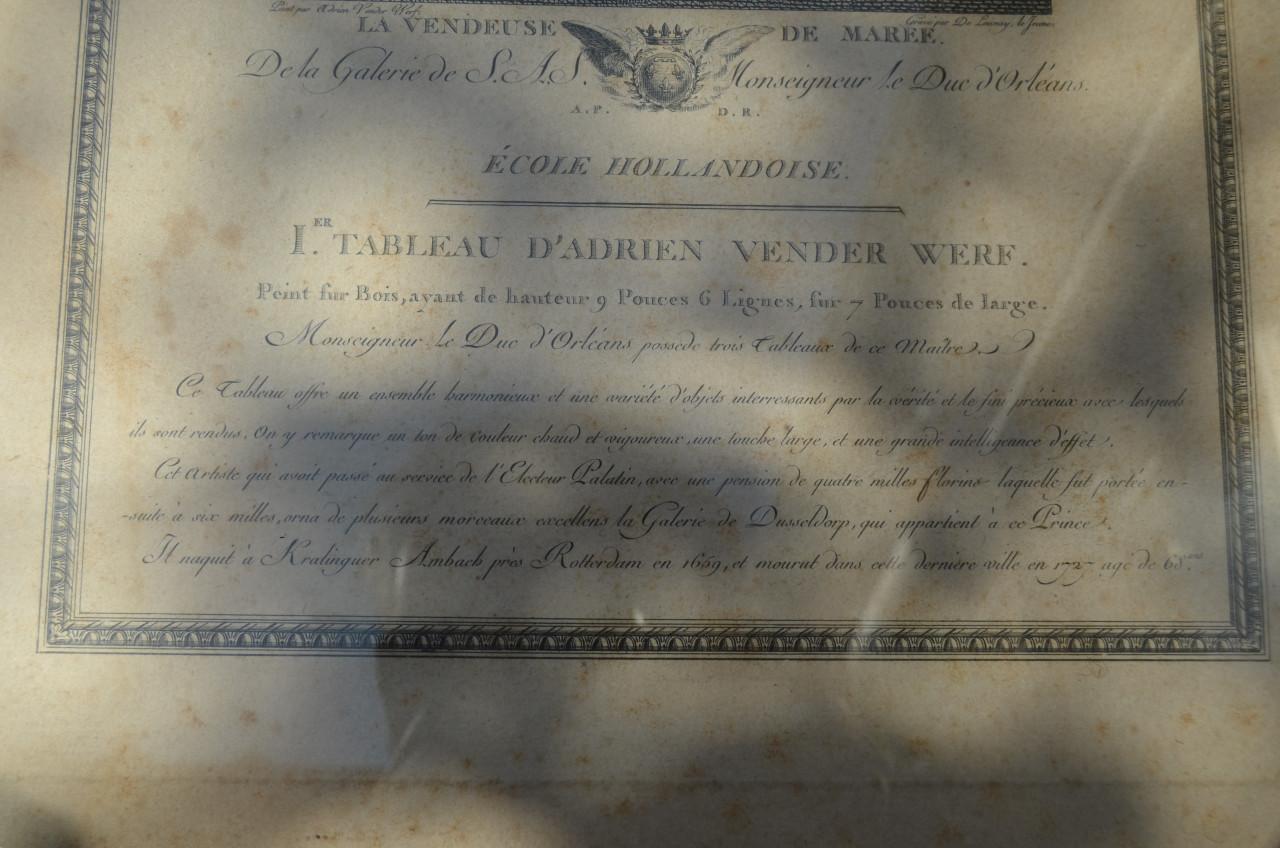 Peint par Adrien Vander Werf. Gravé par De Launay, le Jeune.
LA VENDEUSE DE MARÉE.
De la Galerie de S.A.S. Monseigneur le Duc d'Orléans.
A.P. D.R.
ÉCOLE HOLLANDOISE.
I.ER TABLEAU D'ADRIEN VENDER WERF.
Peint sur Bois, ayant de hauteur 9 Pouces 6 Lignes, sur 7 Pouces de large.
Monseigneur le Duc d'Orléans possede trois Tableaux de ce Maître.
Ce Tableau offre un ensemble harmonieux et une variété d'objets interressants par la vérité et le fini précieux avec lesquels
ils sont rendus. On y remarque un ton de couleur chaud et vigoureux, une touche large, et une grande intelligence d'effet.
Cet Artiste qui avoit passé au service de l'Electeur Palatin, avec une pension de quatre milles florins laquelle fut portée en-
-suite à six milles, orna de plusieurs morceaux excellens la Galerie de Dusseldorp, qui appartient à ce Prince.
Il naquit à Kralinguer Ambach près Rotterdam en 1659, et mourut dans cette dernière ville en 1727 agé de 68 ans.